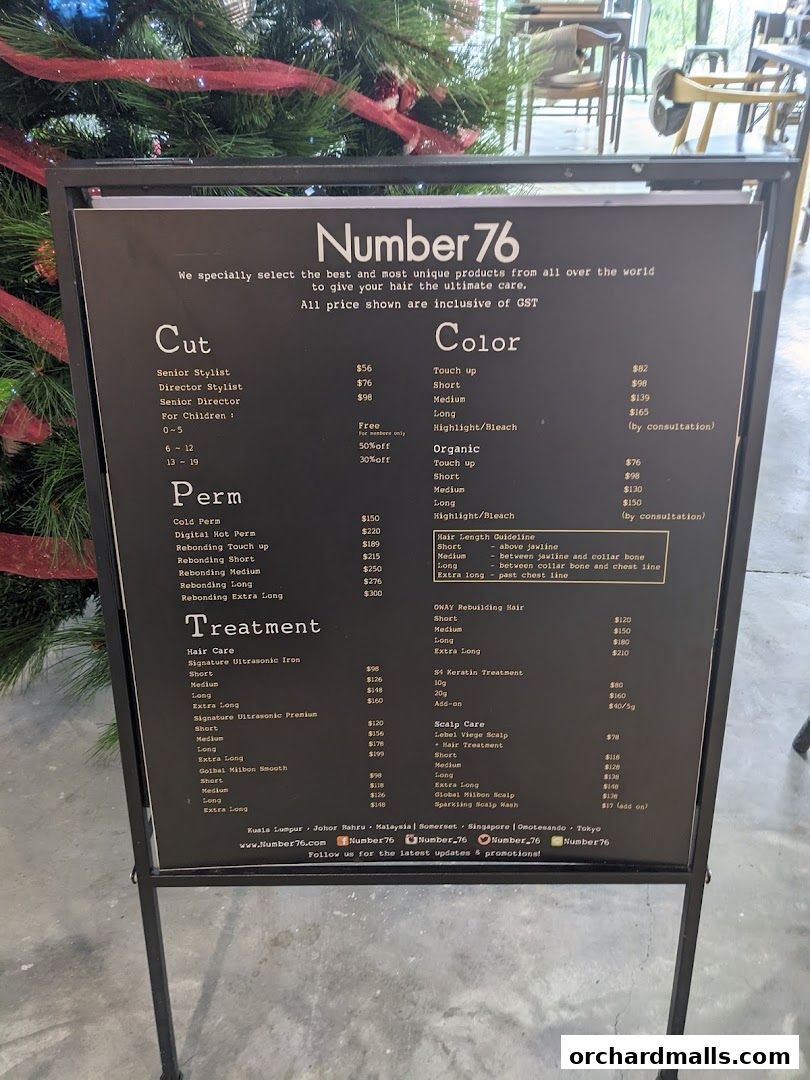 Number76
We specially select the best and most unique products from all over the world
to give your hair the ultimate care.
All price shown are inclusive of GST
Cut
Senior Stylist $56
Director Stylist $76
Senior Director $98
For Children :
0~5 Free
For members only
6 ~ 12 50%off
13 ~ 19 30%off
Perm
Cold Perm $150
Digital Hot Perm $220
Rebonding Touch up $189
Rebonding Short $215
Rebonding Medium $250
Rebonding Long $276
Rebonding Extra Long $300
Treatment
Hair Care
Signature Ultrasonic Iron
Short $98
Medium $126
Long $148
Extra Long $160
Signature Ultrasonic Premium
Short $120
Medium $156
Long $178
Extra Long $199
Golbal Milbon Smooth
Short $98
Medium $118
Long $126
Extra Long $148
Color
Touch up $82
Short $98
Medium $139
Long $165
Highlight/Bleach (by consultation)
Organic
Touch up $76
Short $98
Medium $130
Long $150
Highlight/Bleach (by consultation)
Hair Length Guideline
Short - above jawline
Medium - between jawline and collar bone
Long - between collar bone and chest line
Extra long - past chest line
OWAY Rebuilding Hair
Short $120
Medium $150
Long $180
Extra Long $210
S4 Keratin Treatment
10g $80
20g $160
Add-on $40/5g
Scalp Care
Lebel Viege Scalp $78
+ Hair Treatment
Short $118
Medium $128
Long $138
Extra Long $148
Global Milbon Scalp $138
Sparkling Scalp Wash $17 (add on)
Kuala Lumpur · Johor Bahru · Malaysia | Somerset · Singapore | Omotesando · Tokyo
www.Number76.com Number76 Number_76 Number_76 Number76
Follow us for the latest updates & promotions!
orchardmalls.com